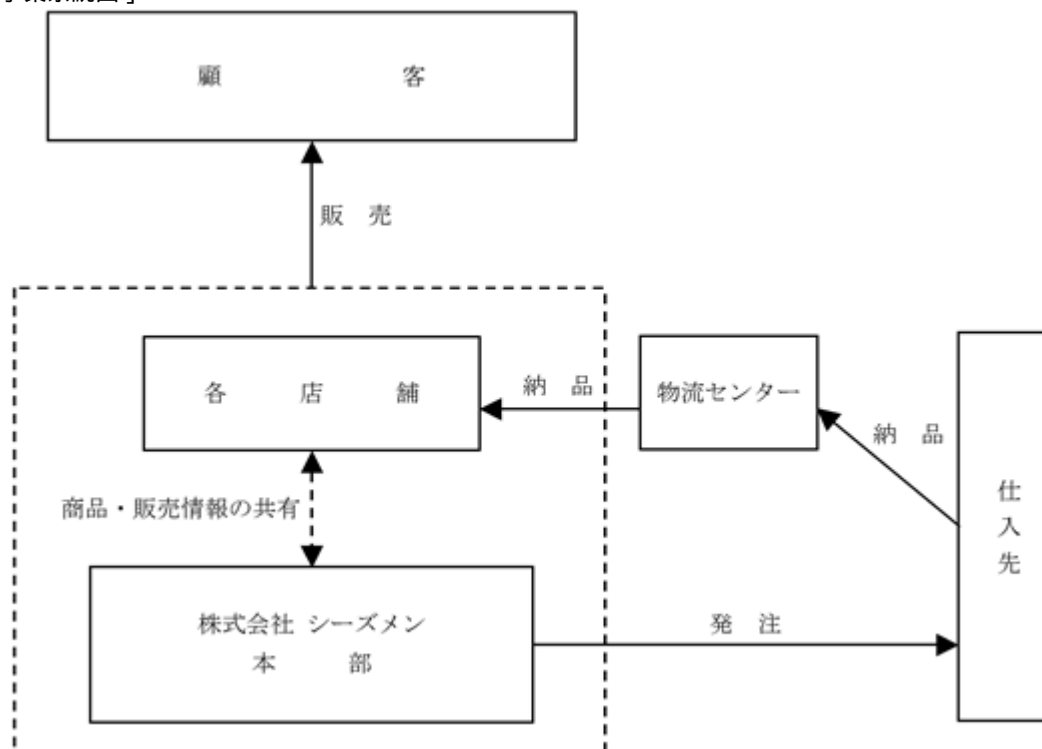 顧客
販売
各店舗
納品
物流センター
納品
商品・販売情報の共有
仕入先
株式会社 シーズメン
本部
発注